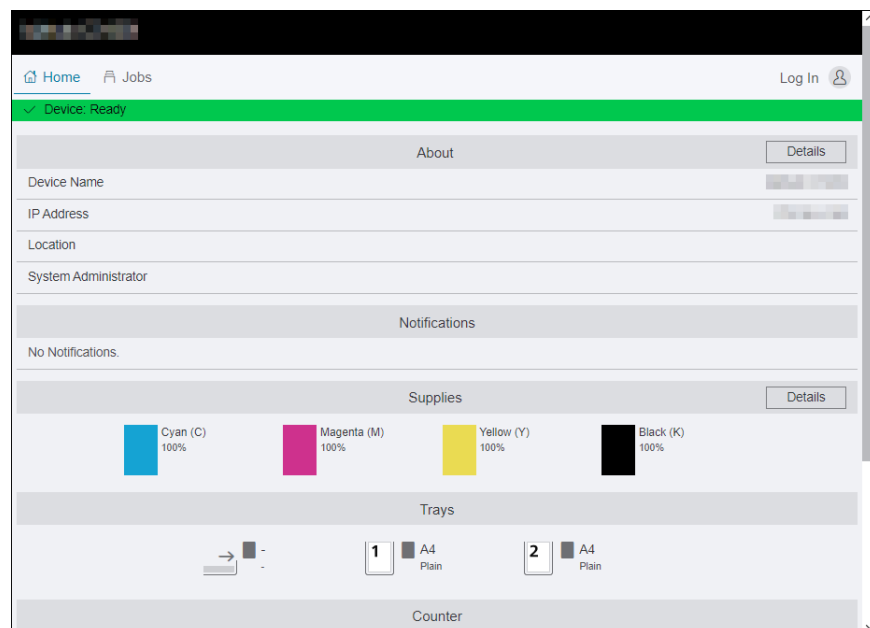 Home Jobs Log In
Device: Ready
About Details
Device Name
IP Address
Location
System Administrator
Notifications
No Notifications.
Supplies Details
Cyan (C) Magenta (M) Yellow (Y) Black (K)
100% 100% 100% 100%
Trays
- 1 A4 2 A4
- Plain Plain
Counter